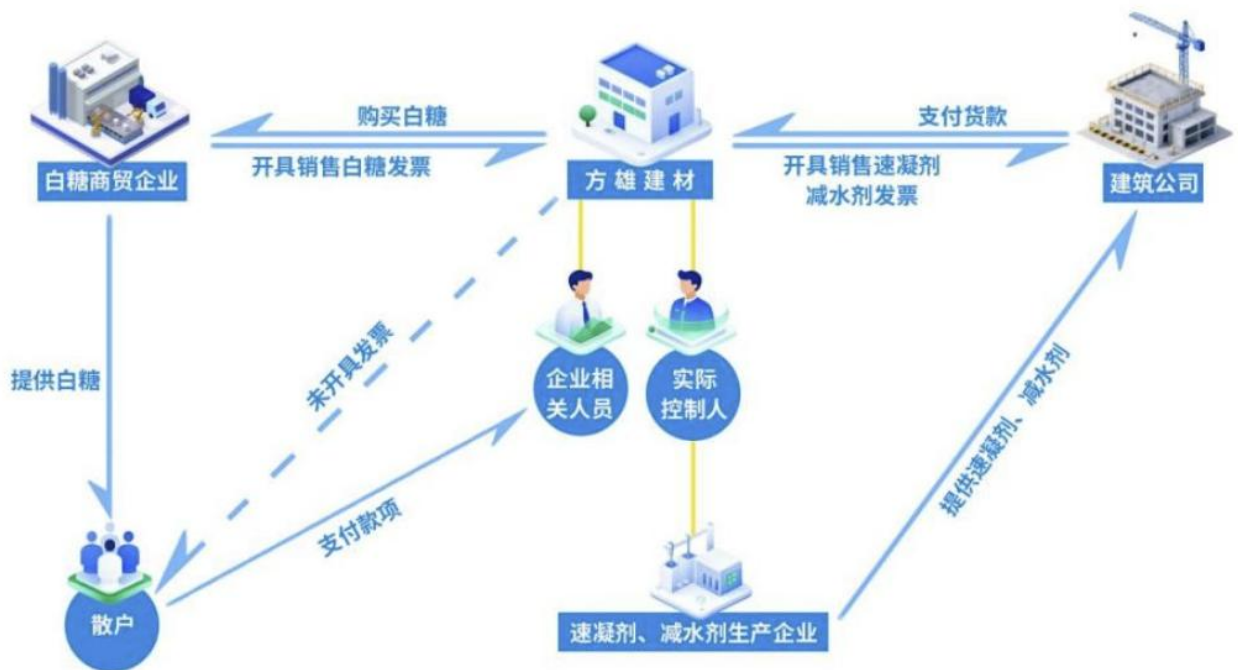 购买白糖
支付货款
白糖商贸企业
开具销售白糖发票
方雄建材
开具销售速凝剂
减水剂发票
建筑公司
提供白糖
未开具发票
企业相
关人员
实际
控制人
提供速凝剂、减水剂
支付款项
散户
速凝剂、减水剂生产企业